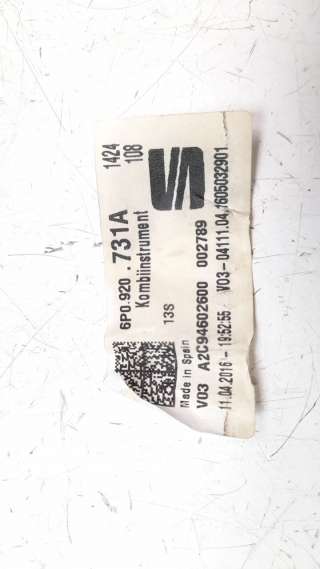 1424
108
6P0.920 .731A
Kombiinstrument
13S
Made in Spain
V03 A2C94602600 002789
11.04.2016 - 19:52:55 V03-04111.04.1605032901